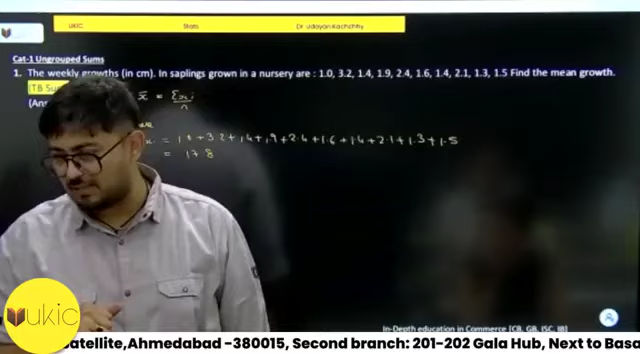 UKIC Stats Dr. Udayan Kachchhy
Cat-1 Ungrouped Sums
1. The weekly growths (in cm). In saplings grown in a nursery are : 1.0, 3.2, 1.4, 1.9, 2.4, 1.6, 1.4, 2.1, 1.3, 1.5 Find the mean growth.
(TB Su
(An
x̄ = Σxi
n
= 1.8+3.2+1.4+1.9+2.4+1.6+1.4+2.1+1.3+1.5
= 17.8
In-Depth education in Commerce [CB, GB, ISC, IB]
ukic
Satellite,Ahmedabad -380015, Second branch: 201-202 Gala Hub, Next to Basa